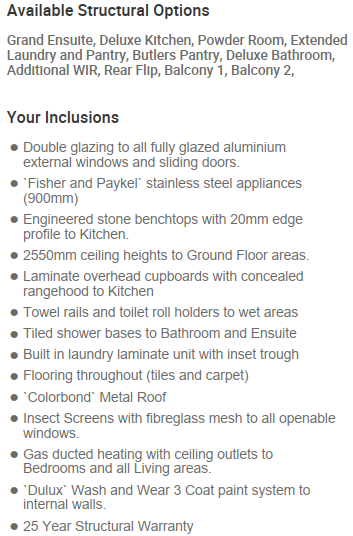 Available Structural Options
Grand Ensuite, Deluxe Kitchen, Powder Room, Extended
Laundry and Pantry, Butlers Pantry, Deluxe Bathroom,
Additional WIR, Rear Flip, Balcony 1, Balcony 2,
Your Inclusions
● Double glazing to all fully glazed aluminium
external windows and sliding doors.
● `Fisher and Paykel` stainless steel appliances
(900mm)
● Engineered stone benchtops with 20mm edge
profile to Kitchen.
● 2550mm ceiling heights to Ground Floor areas.
● Laminate overhead cupboards with concealed
rangehood to Kitchen
● Towel rails and toilet roll holders to wet areas
● Tiled shower bases to Bathroom and Ensuite
● Built in laundry laminate unit with inset trough
● Flooring throughout (tiles and carpet)
● `Colorbond` Metal Roof
● Insect Screens with fibreglass mesh to all openable
windows.
● Gas ducted heating with ceiling outlets to
Bedrooms and all Living areas.
● `Dulux` Wash and Wear 3 Coat paint system to
internal walls.
● 25 Year Structural Warranty